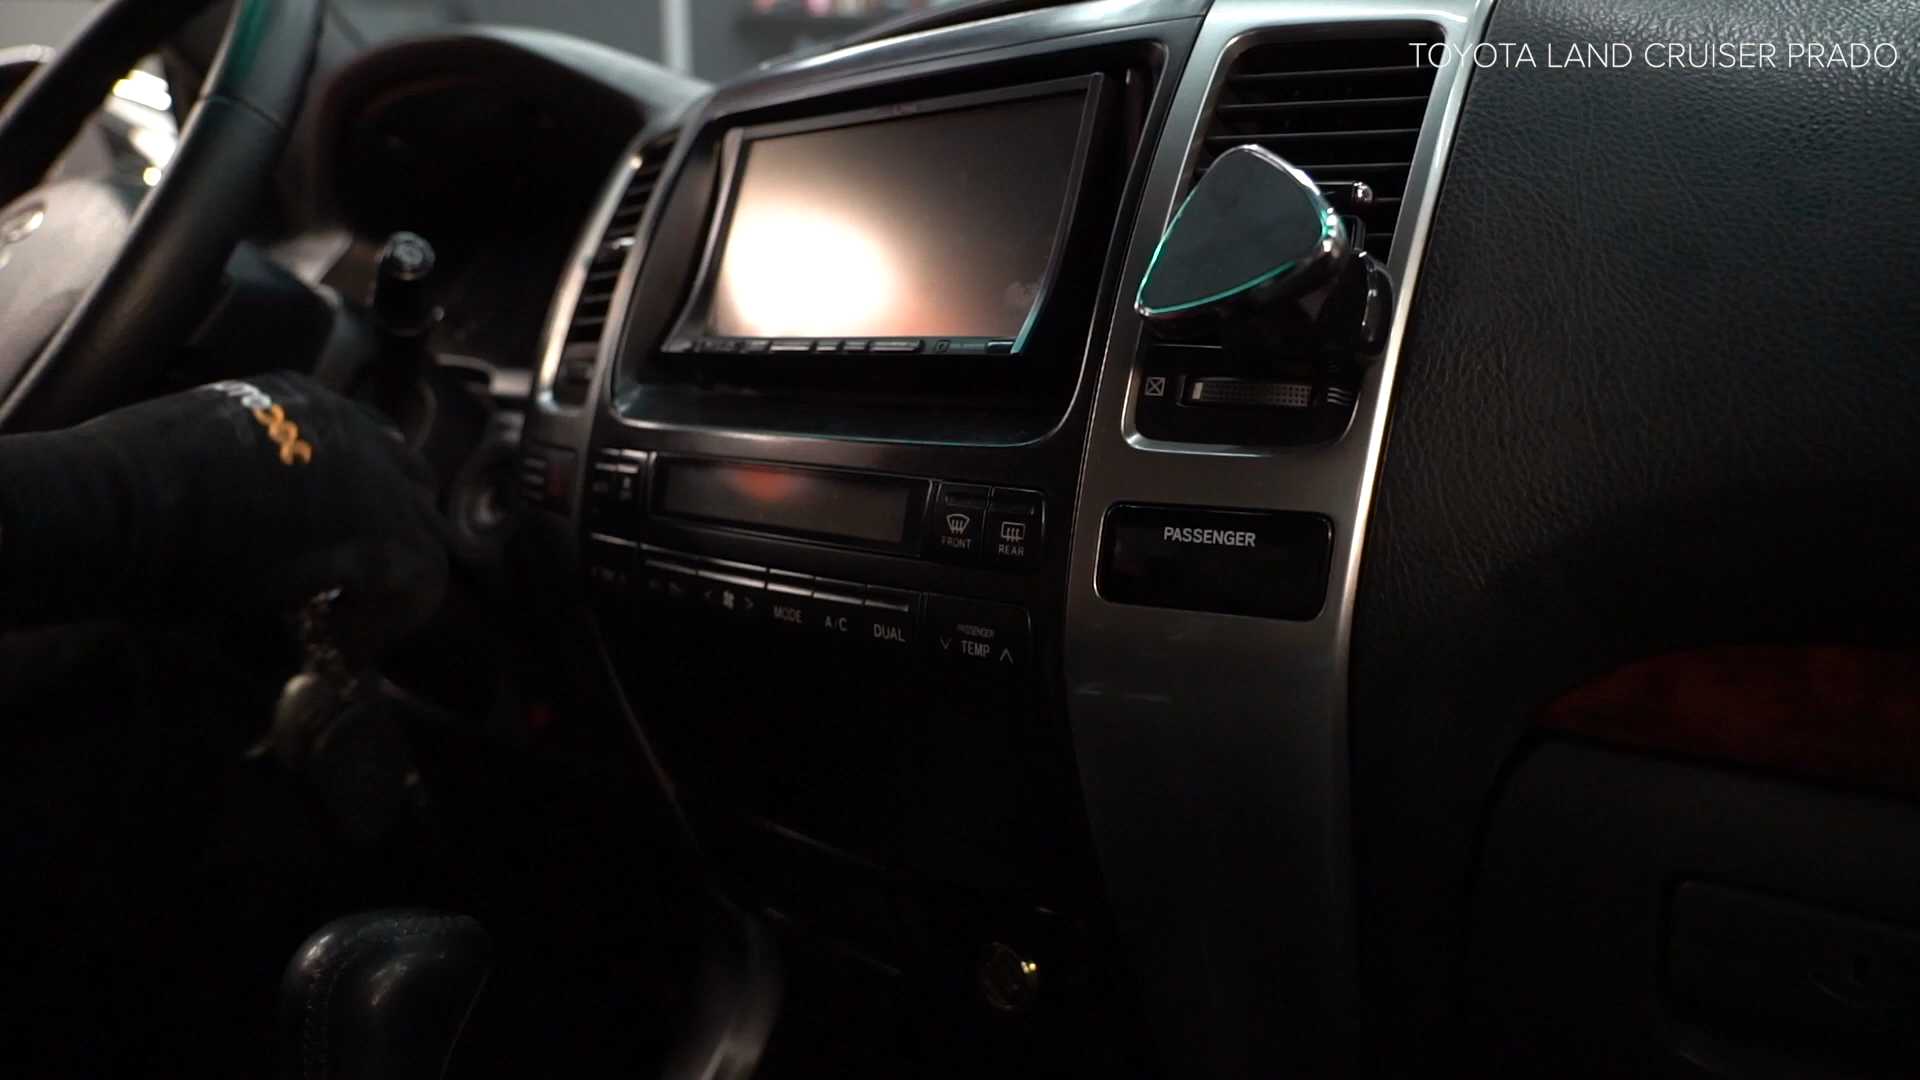 TOYOTA LAND CRUISER PRADO
FRONT
REAR
PASSENGER
MODE
A/C
DUAL
PASSENGER
TEMP